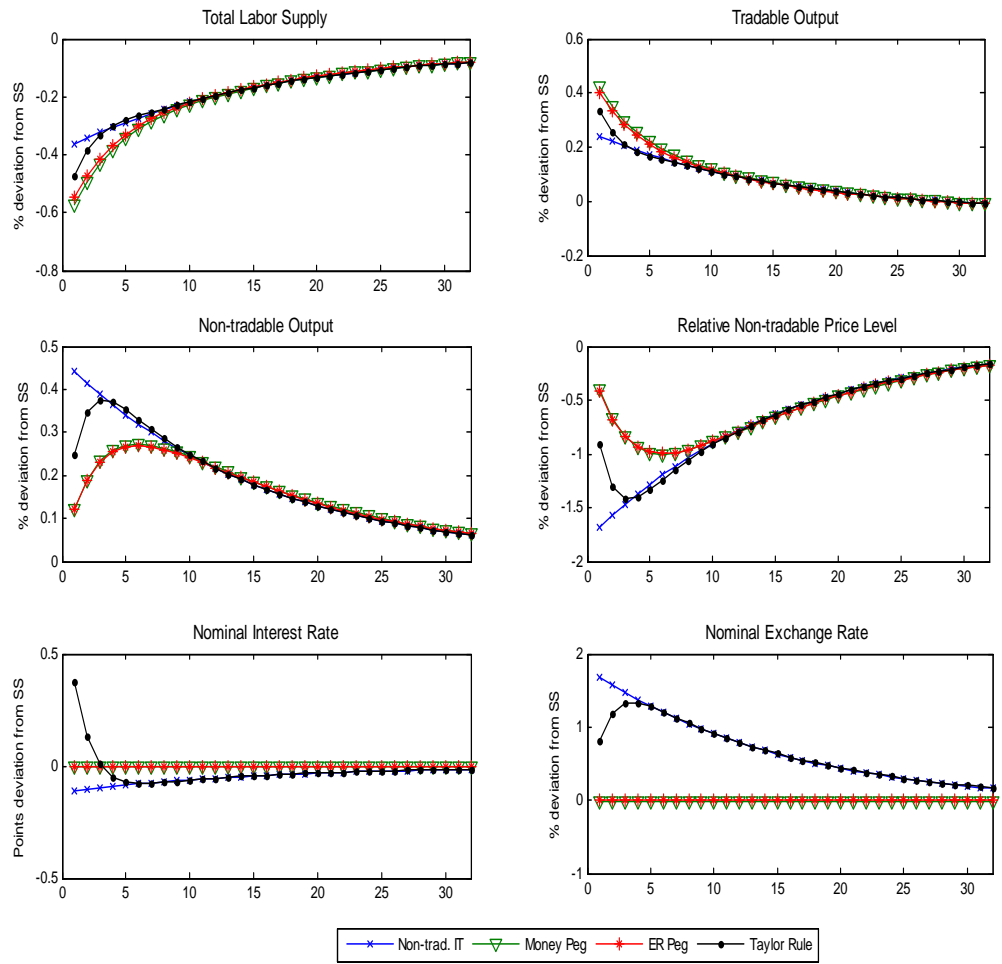 Total Labor Supply
% deviation from SS
0
-0.2
-0.4
-0.6
-0.8
0 5 10 15 20 25 30
Tradable Output
% deviation from SS
0.6
0.4
0.2
0
-0.2
0 5 10 15 20 25 30
Non-tradable Output
% deviation from SS
0.5
0.4
0.3
0.2
0.1
0
0 5 10 15 20 25 30
Relative Non-tradable Price Level
% deviation from SS
0
-0.5
-1
-1.5
-2
0 5 10 15 20 25 30
Nominal Interest Rate
Points deviation from SS
0.5
0
-0.5
0 5 10 15 20 25 30
Nominal Exchange Rate
% deviation from SS
2
1
0
-1
0 5 10 15 20 25 30
Non-trad. IT Money Peg ER Peg Taylor Rule